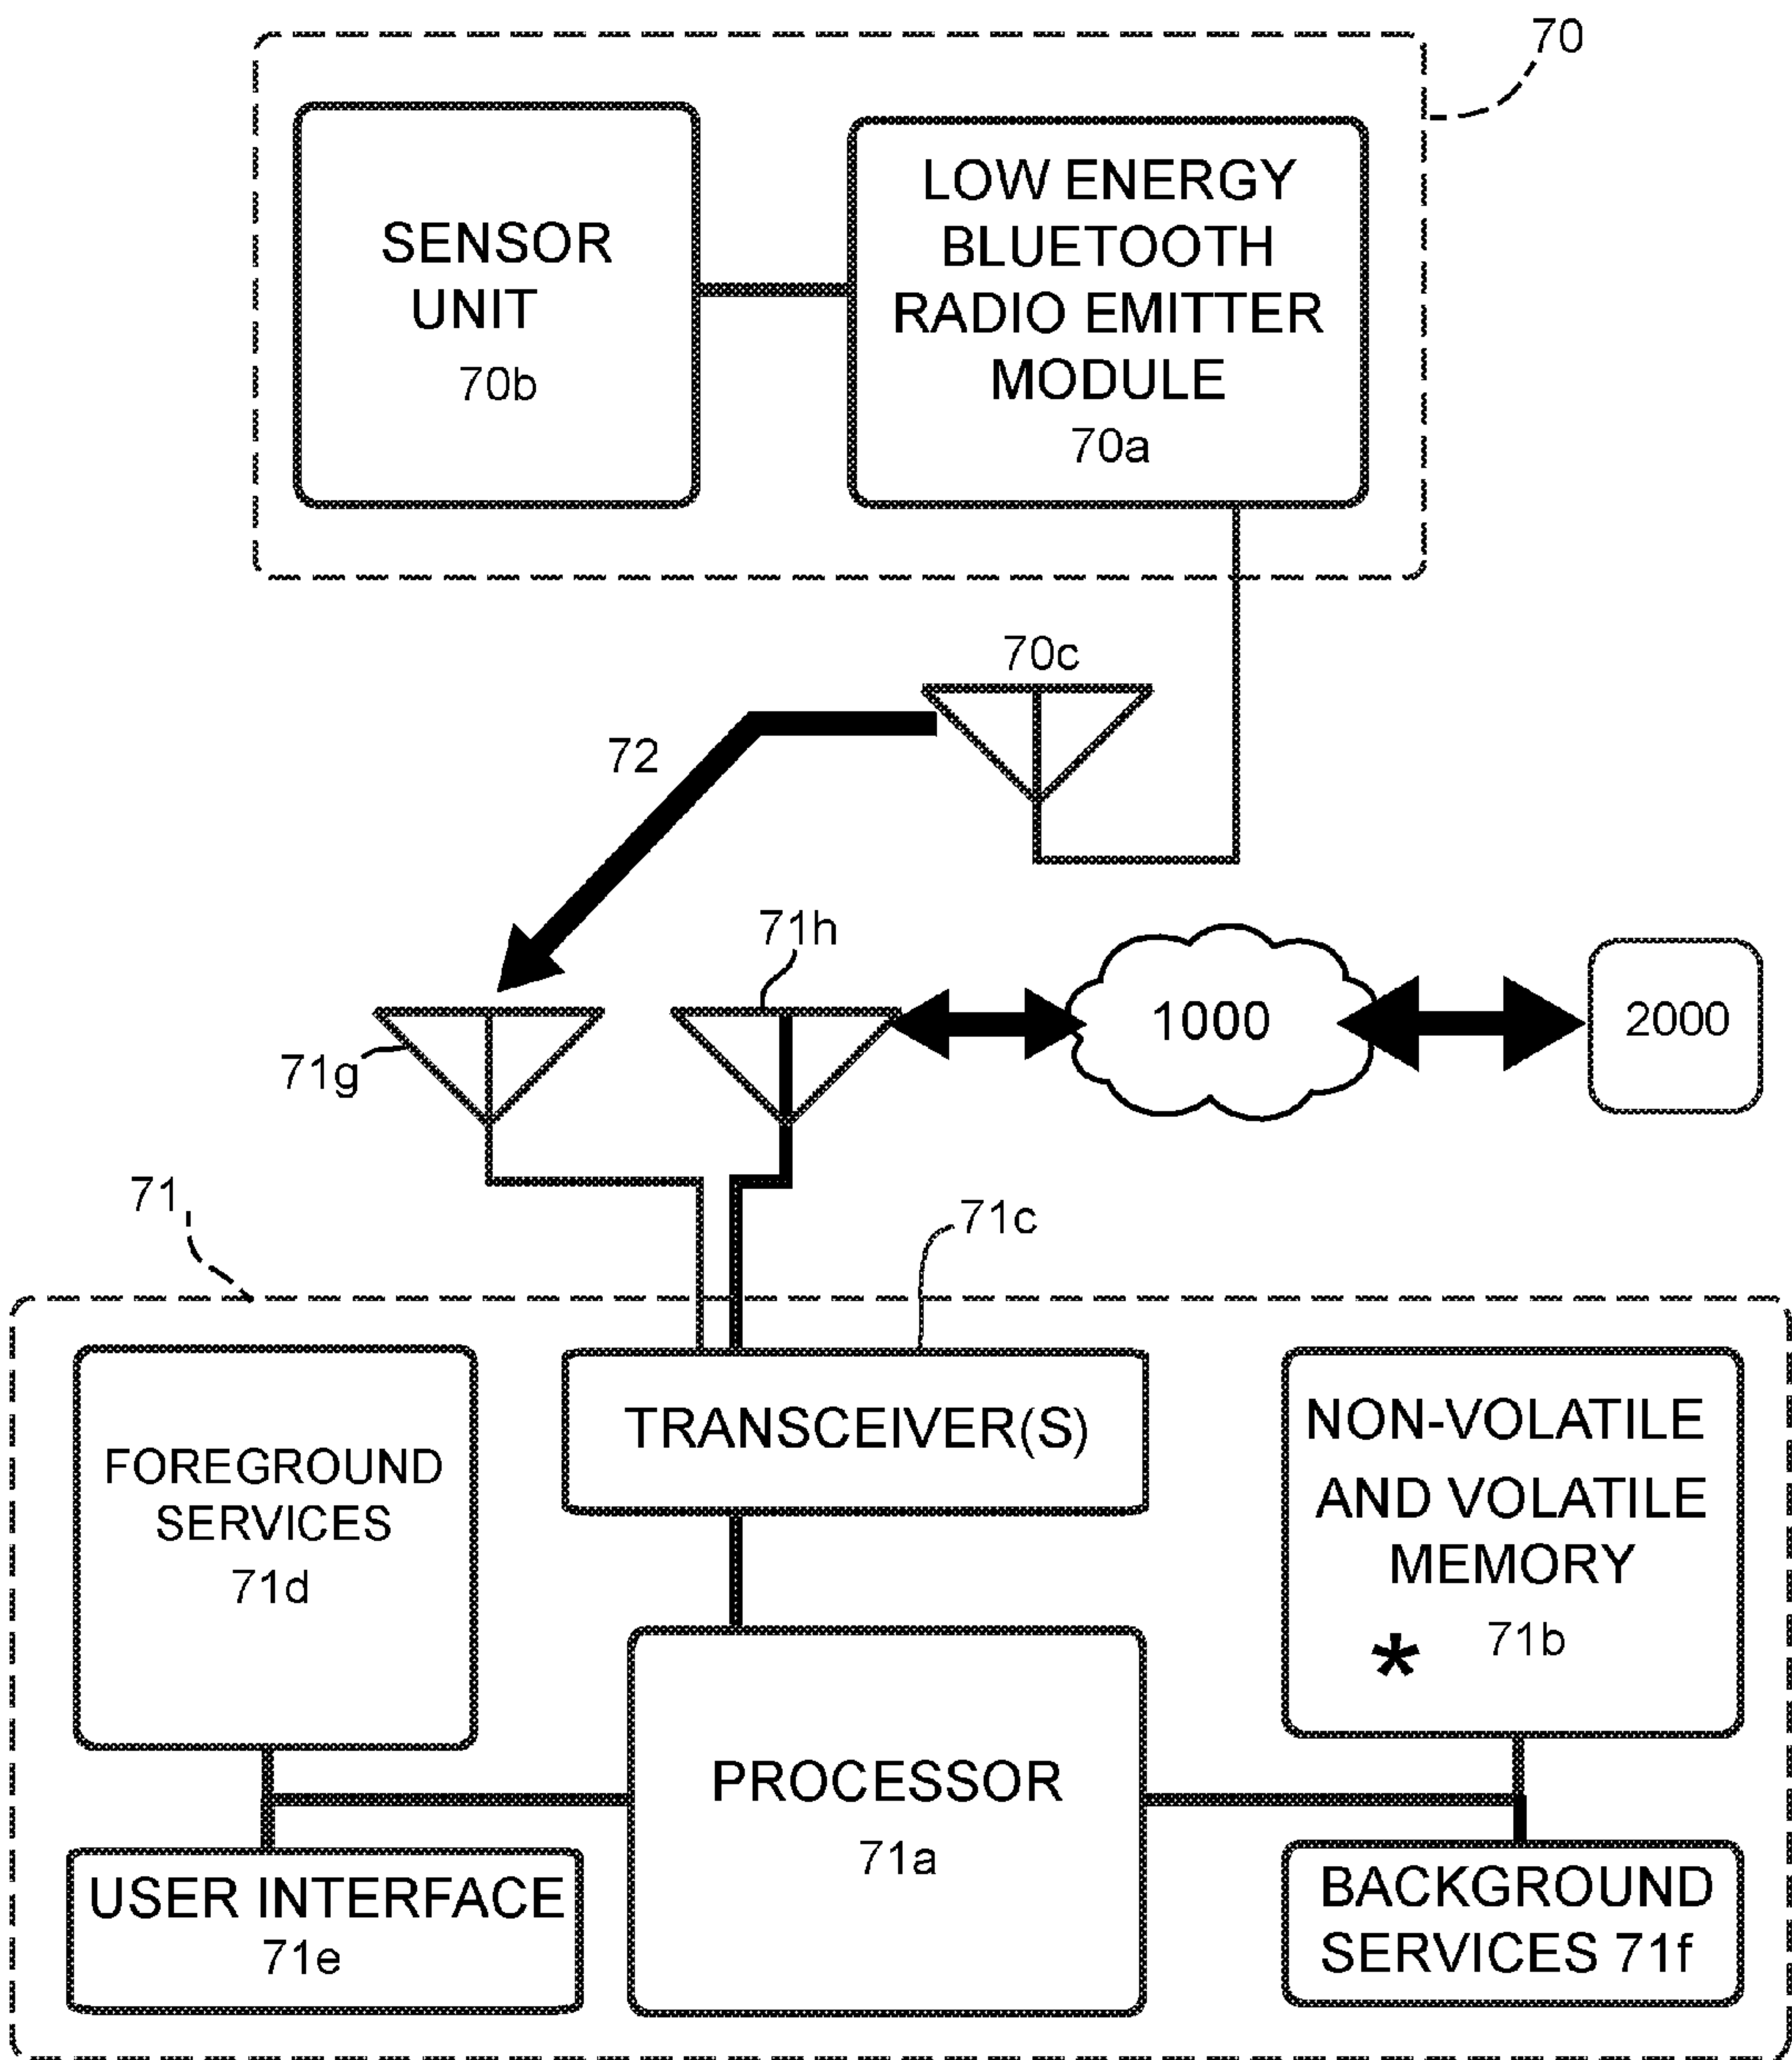 70
SENSOR
UNIT
70b
LOW ENERGY
BLUETOOTH
RADIO EMITTER
MODULE
70a
70c
72
71h
71g
1000
2000
71
71c
FOREGROUND
SERVICES
71d
TRANSCEIVER(S)
NON-VOLATILE
AND VOLATILE
MEMORY
* 71b
PROCESSOR
71a
USER INTERFACE
71e
BACKGROUND
SERVICES 71f